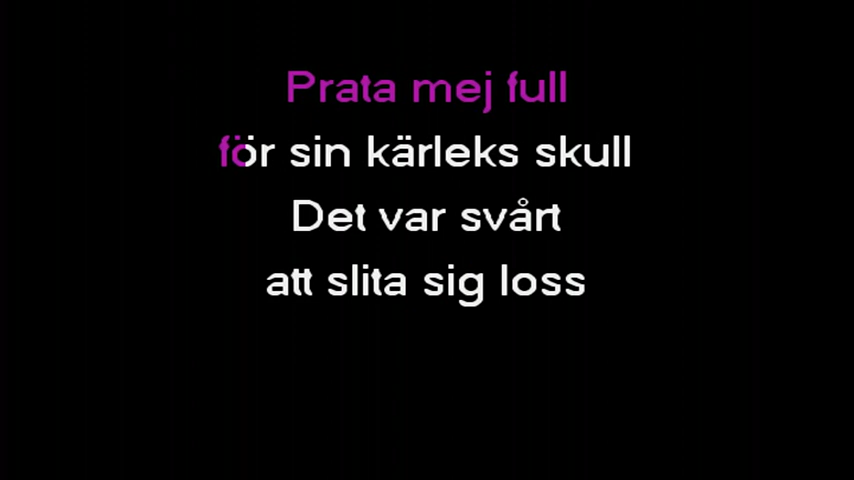 Prata mej full
för sin kärleks skull
Det var svårt
att slita sig loss